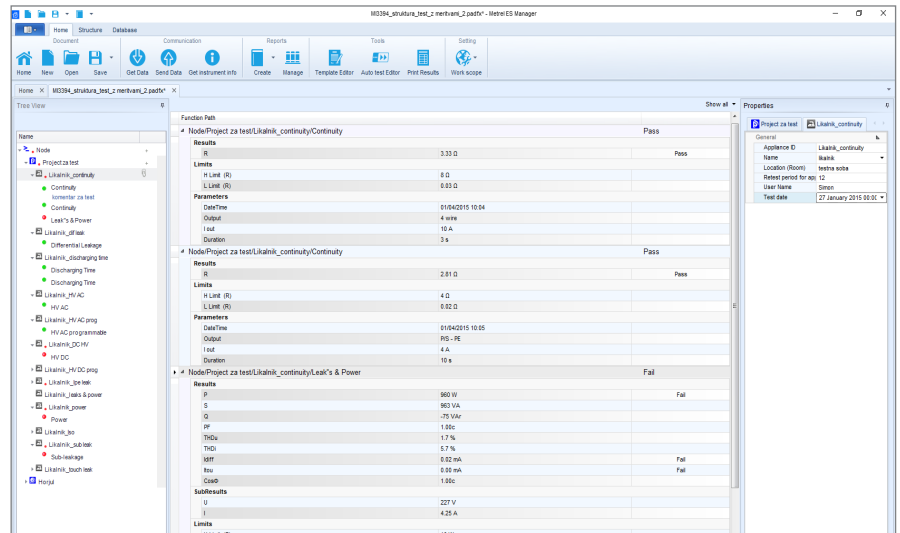 MI3394_struktura_test_z meritvami_2.padfx* - Metrel ES Manager
Home Structure Database
Document Communication Reports Tools Setting
Home New Open Save Get Data Send Data Get instrument info Create Manage Template Editor Auto test Editor Print Results Work scope
Home × MI3394_struktura_test_z meritvami_2.padfx* ×
Tree View
Name
Node
Project za test
Likalnik_continuity
Continuity
komentar za test
Continuity
Leak''s & Power
Likalnik_dif leak
Differential Leakage
Likalnik_discharging time
Discharging Time
Discharging Time
Likalnik_HV AC
HV AC
Likalnik_HV AC prog
HV AC programmable
Likalnik_DC HV
HV DC
Likalnik_HV DC prog
Likalnik_Ipe leak
Likalnik_leaks & power
Likalnik_power
Power
Likalnik_Iso
Likalnik_sub leak
Sub-leakage
Likalnik_touch leak
Horjul
Show all
Function Path
Node/Project za test/Likalnik_continuity/Continuity Pass
Results
R 3.33 Ω Pass
Limits
H Limit (R) 8 Ω
L Limit (R) 0.03 Ω
Parameters
DateTime 01/04/2015 10:04
Output 4 wire
I out 10 A
Duration 3 s
Node/Project za test/Likalnik_continuity/Continuity Pass
Results
R 2.81 Ω Pass
Limits
H Limit (R) 4 Ω
L Limit (R) 0.02 Ω
Parameters
DateTime 01/04/2015 10:05
Output P/S - PE
I out 4 A
Duration 10 s
Node/Project za test/Likalnik_continuity/Leak''s & Power Fail
Results
P 960 W Fail
S 963 VA
Q -75 VAr
PF 1.00c
THDu 1.7 %
THDi 5.7 %
Idiff 0.02 mA Fail
Itou 0.00 mA Fail
CosΦ 1.00c
SubResults
U 227 V
I 4.25 A
Limits
Properties
Project za test Likalnik_continuity
General
Appliance ID Likalnik_continuity
Name likalnik
Location (Room) testna soba
Retest period for app 12
User Name Simon
Test date 27 January 2015 00:00